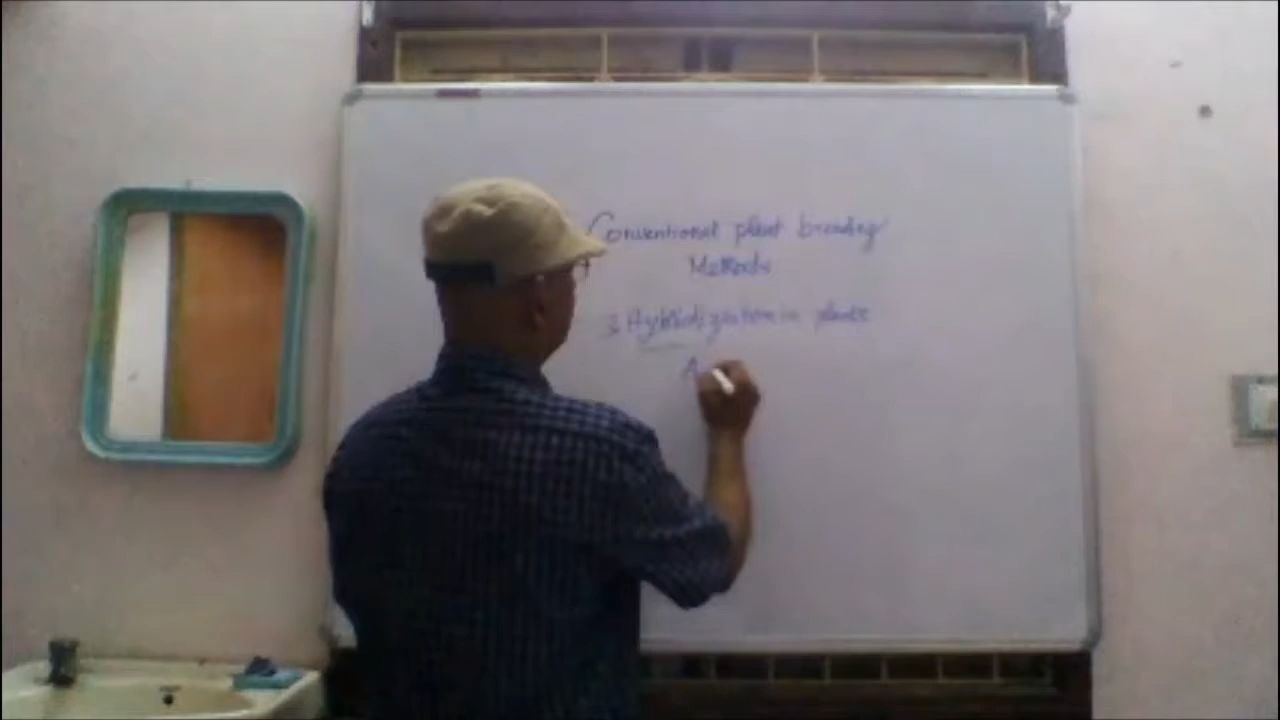 Conventional plant breeding
Methods
3 Hybridization in plants
A